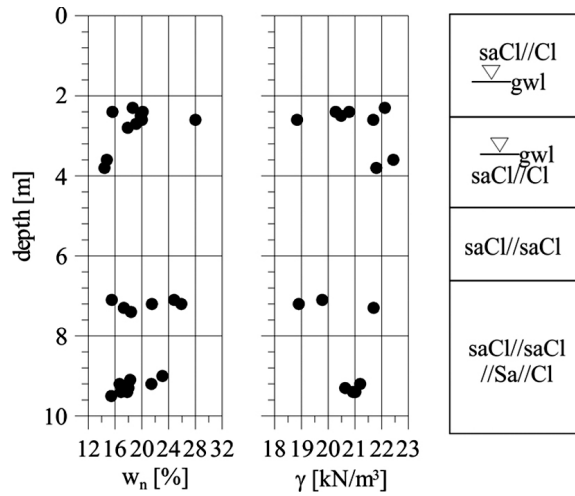 0
2
4
6
8
10
depth [m]
12 16 20 24 28 32
wn [%]
18 19 20 21 22 23
γ [kN/m³]
saCl//Cl
gwl
gwl
saCl//Cl
saCl//saCl
saCl//saCl
//Sa//Cl